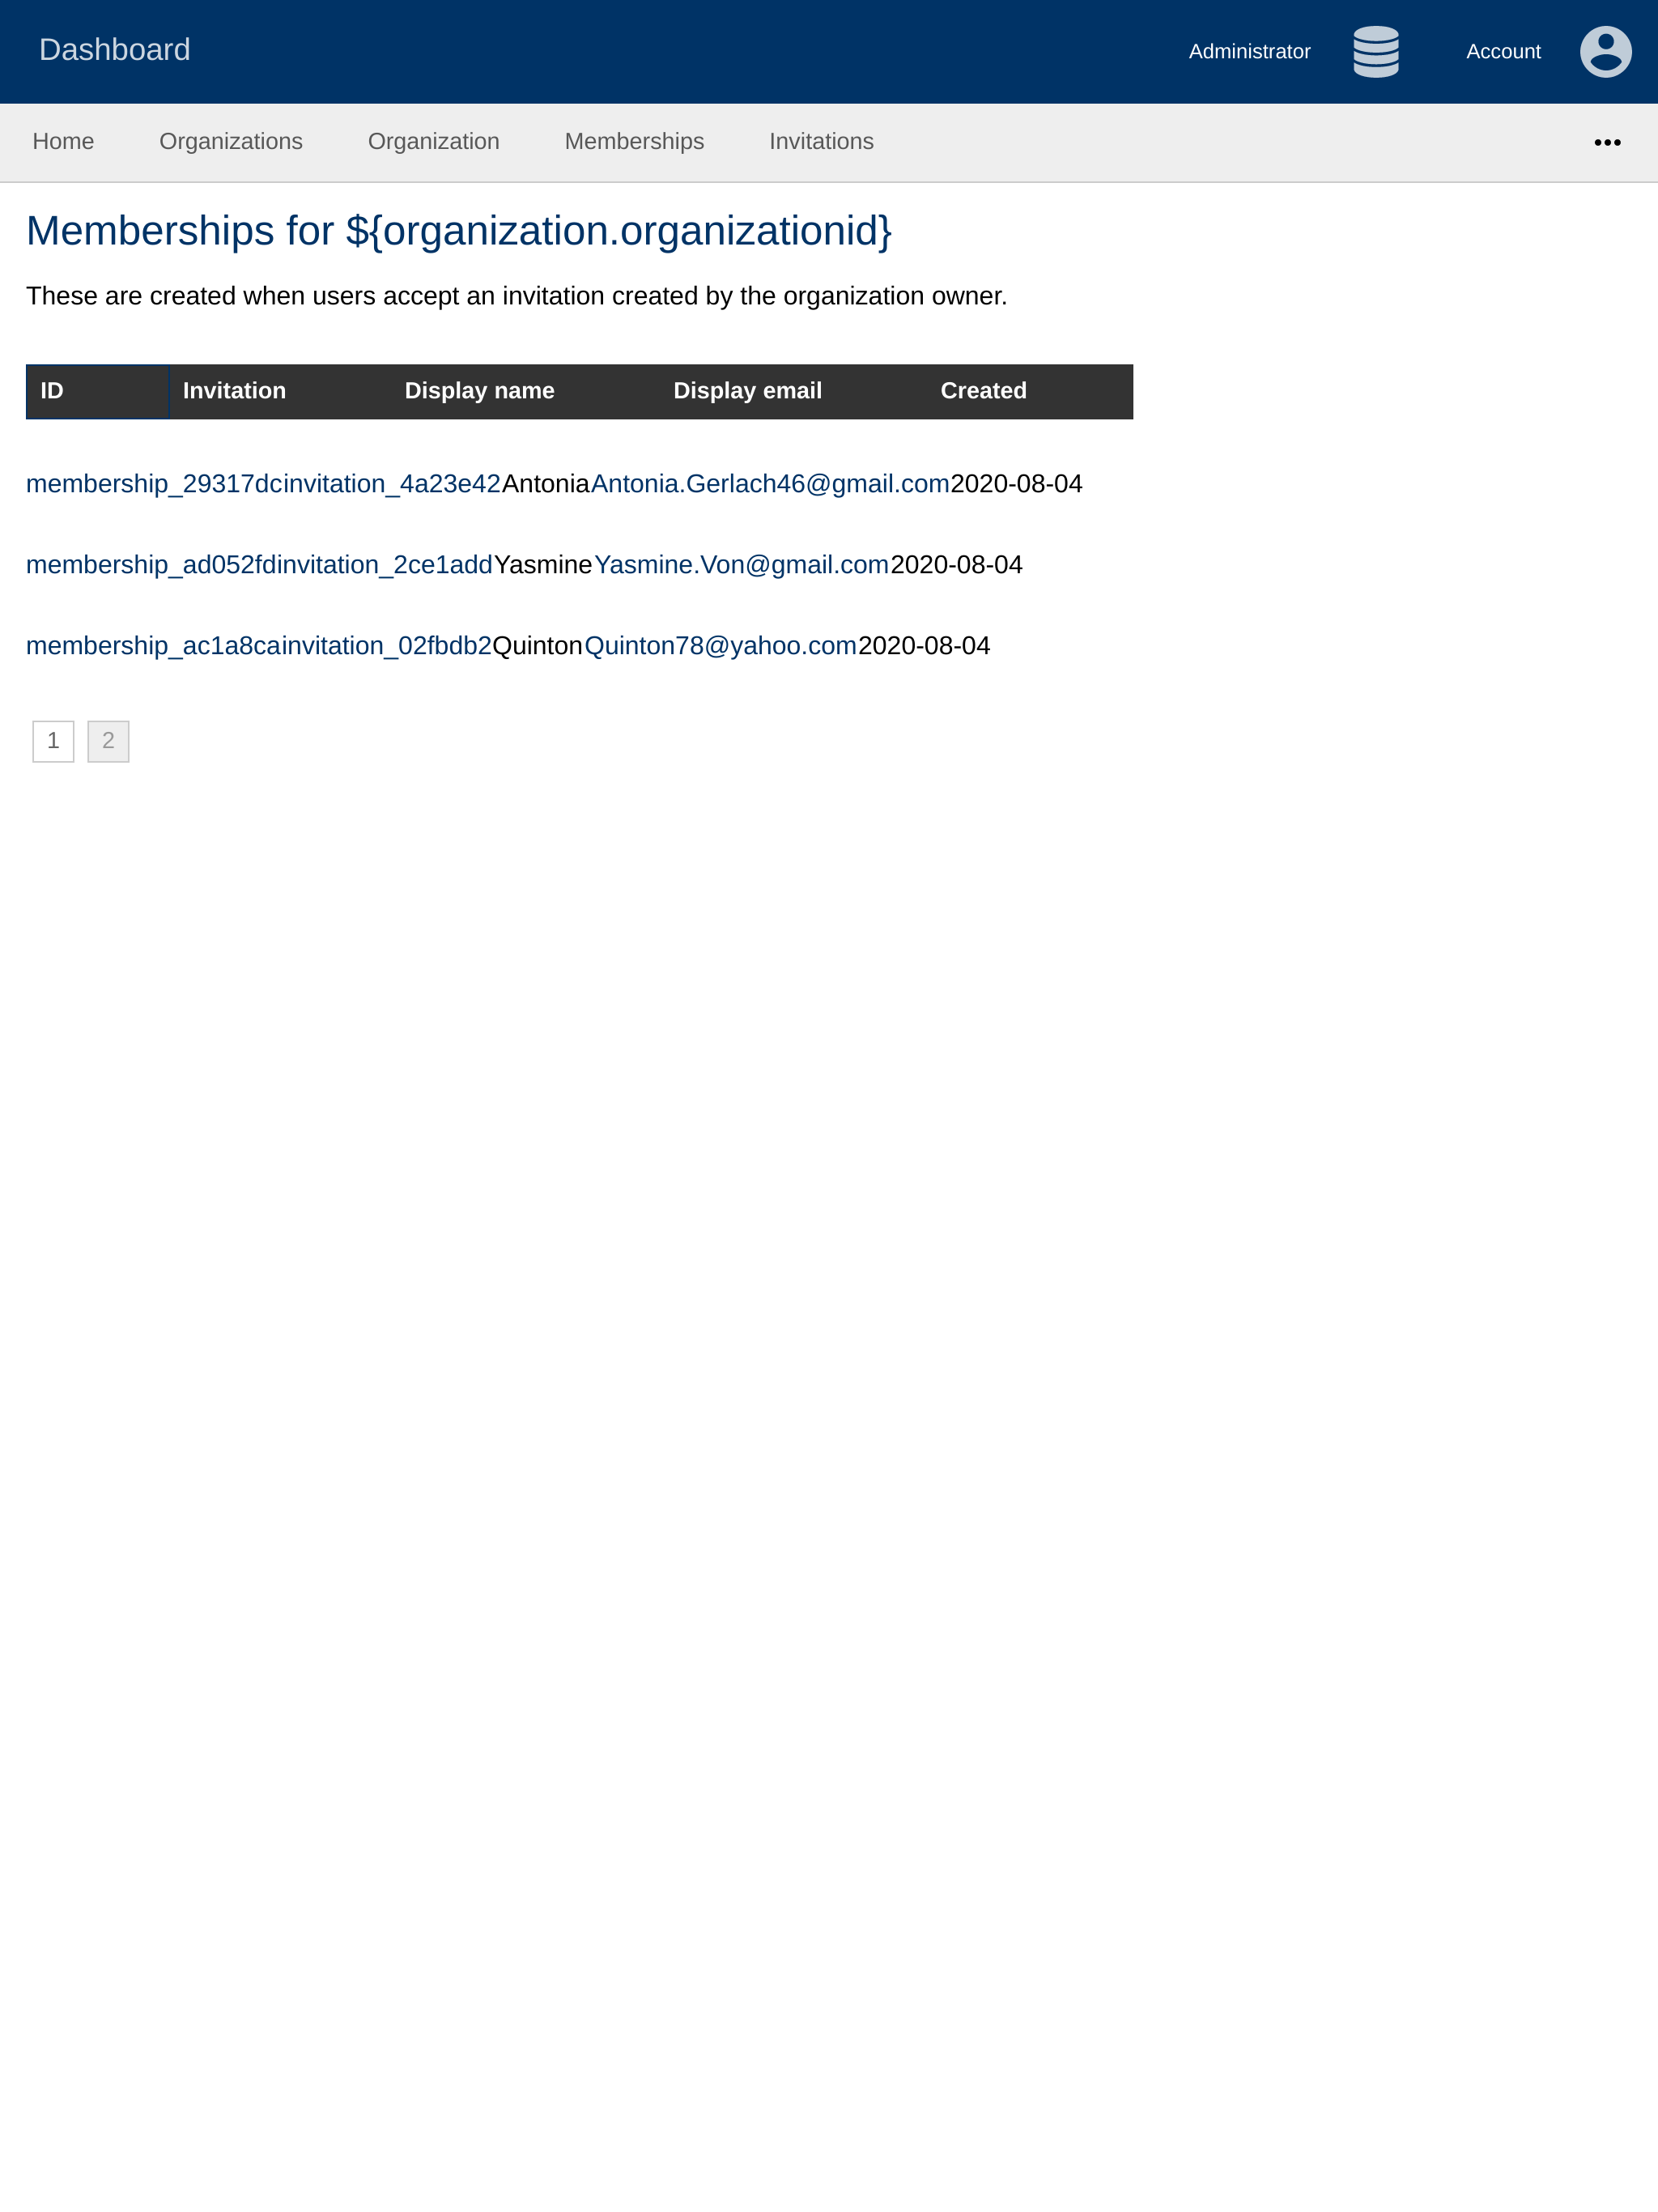 Dashboard Administrator Account
Home Organizations Organization Memberships Invitations •••
Memberships for ${organization.organizationid}
These are created when users accept an invitation created by the organization owner.
ID Invitation Display name Display email Created
membership_29317dcinvitation_4a23e42AntoniaAntonia.Gerlach46@gmail.com2020-08-04
membership_ad052fdinvitation_2ce1addYasmineYasmine.Von@gmail.com2020-08-04
membership_ac1a8cainvitation_02fbdb2QuintonQuinton78@yahoo.com2020-08-04
1 2